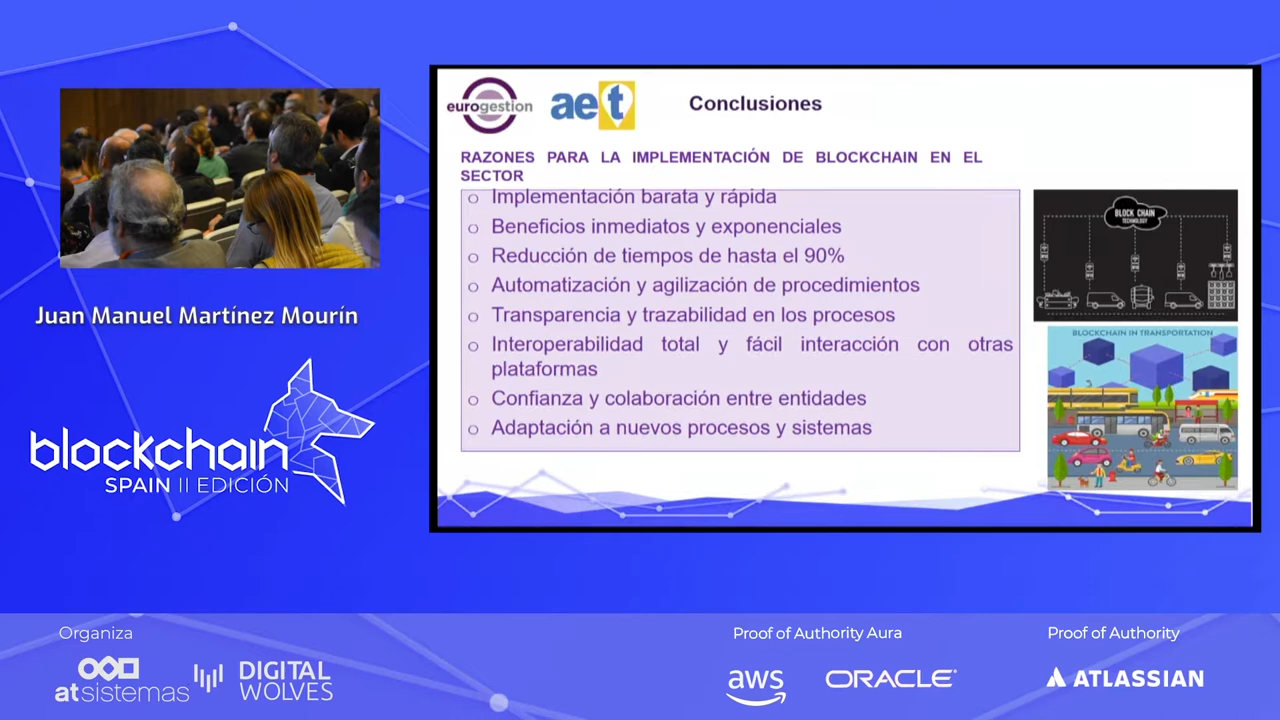 Juan Manuel Martínez Mourín
blockchain
SPAIN II EDICIÓN
eurogestion
aet
Conclusiones
RAZONES PARA LA IMPLEMENTACIÓN DE BLOCKCHAIN EN EL
SECTOR
o Implementación barata y rápida
o Beneficios inmediatos y exponenciales
o Reducción de tiempos de hasta el 90%
o Automatización y agilización de procedimientos
o Transparencia y trazabilidad en los procesos
o Interoperabilidad total y fácil interacción con otras
plataformas
o Confianza y colaboración entre entidades
o Adaptación a nuevos procesos y sistemas
BLOCK CHAIN
TECHNOLOGY
BLOCKCHAIN IN TRANSPORTATION
Organiza
atsistemas
DIGITAL
WOLVES
Proof of Authority Aura
aws
ORACLE
Proof of Authority
ATLASSIAN